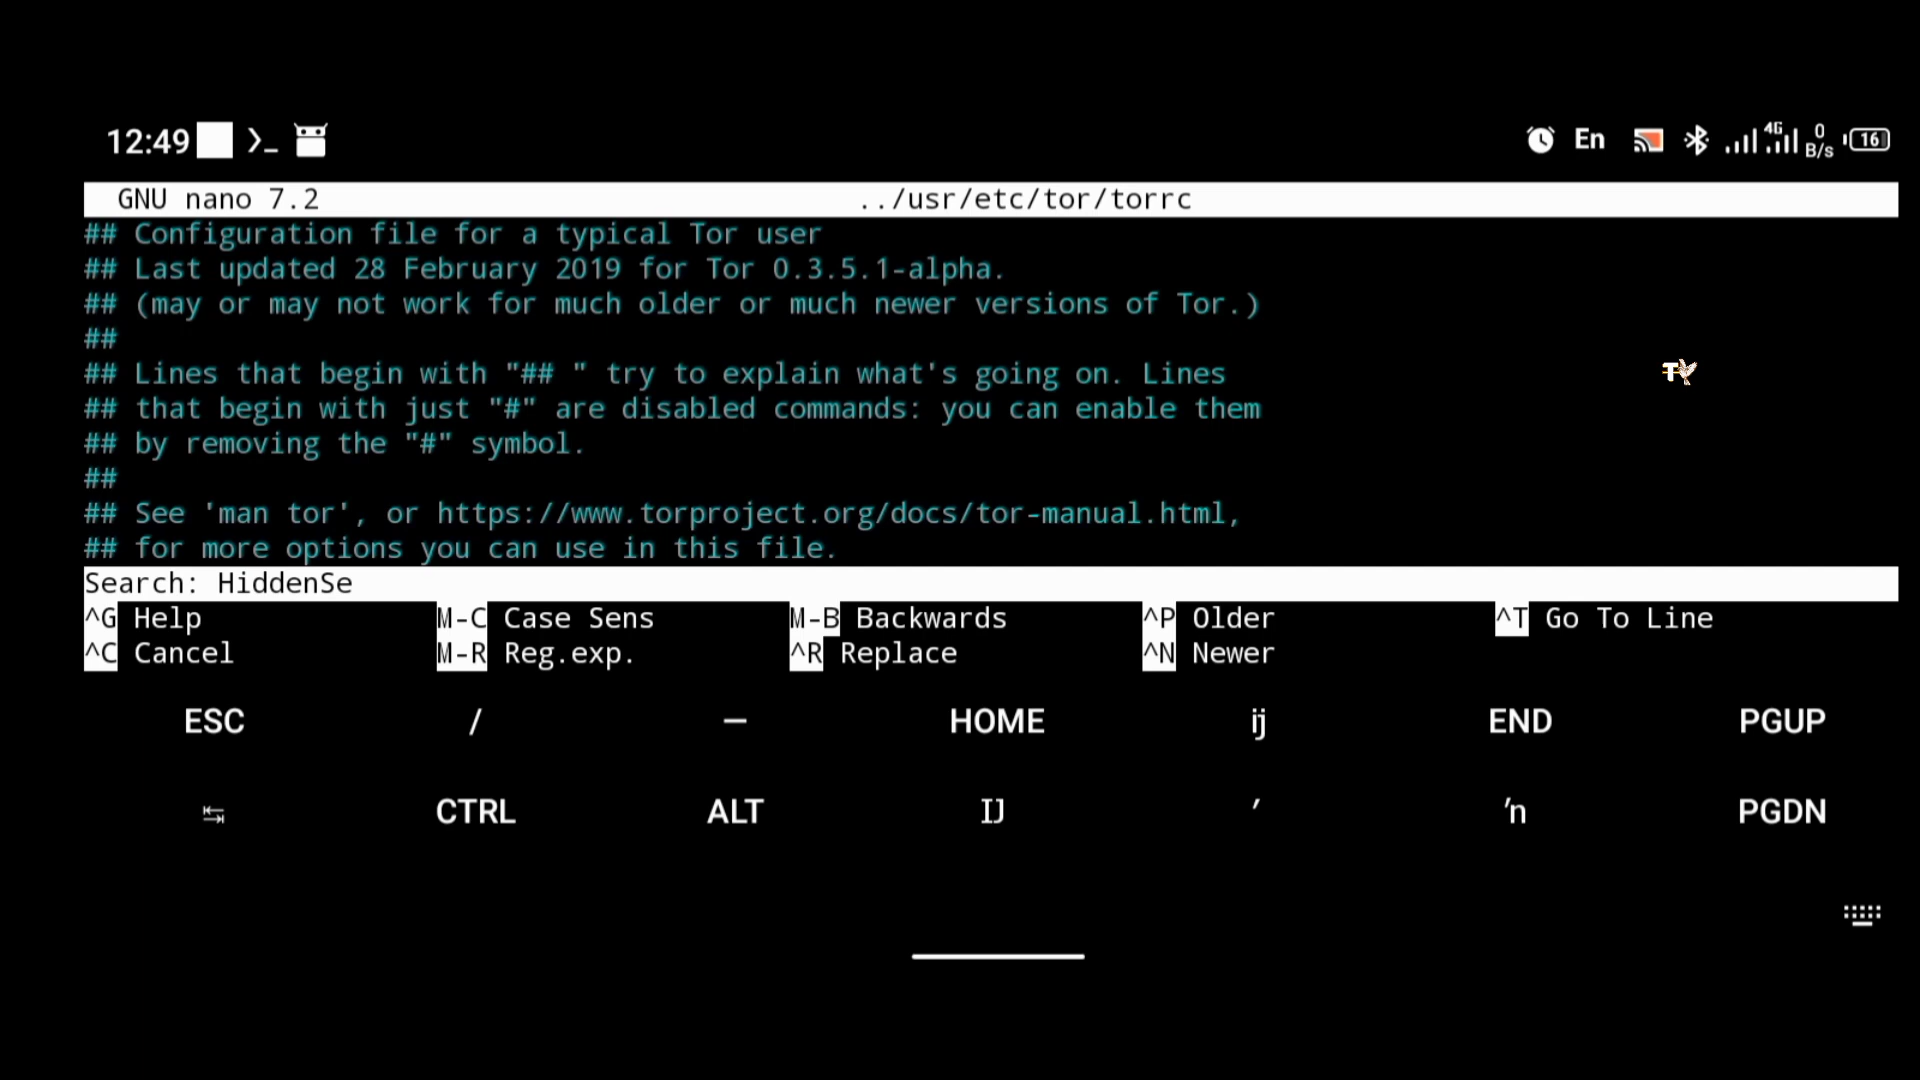 12:49
En
4G
0
B/s
16
GNU nano 7.2 ../usr/etc/tor/torrc
## Configuration file for a typical Tor user
## Last updated 28 February 2019 for Tor 0.3.5.1-alpha.
## (may or may not work for much older or much newer versions of Tor.)
##
## Lines that begin with "## " try to explain what's going on. Lines
## that begin with just "#" are disabled commands: you can enable them
## by removing the "#" symbol.
##
## See 'man tor', or https://www.torproject.org/docs/tor-manual.html,
## for more options you can use in this file.
Search: HiddenSe
^G Help M-C Case Sens M-B Backwards ^P Older ^T Go To Line
^C Cancel M-R Reg.exp. ^R Replace ^N Newer
ESC / — HOME ĳ END PGUP
CTRL ALT Ĳ ′ ŉ PGDN